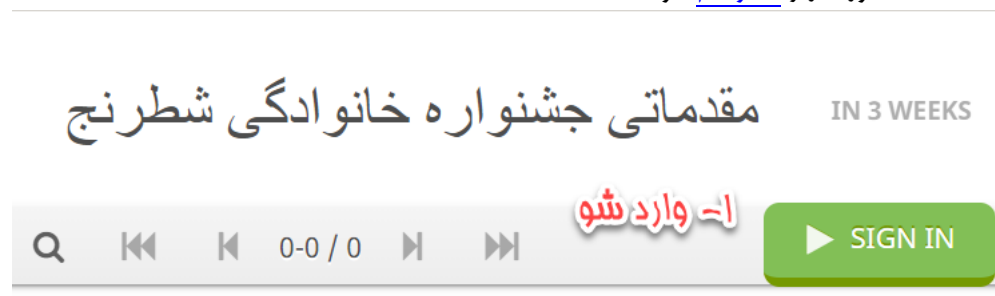 مقدماتی جشنواره خانوادگی شطرنج
IN 3 WEEKS
۱- وارد شو
0-0 / 0
SIGN IN